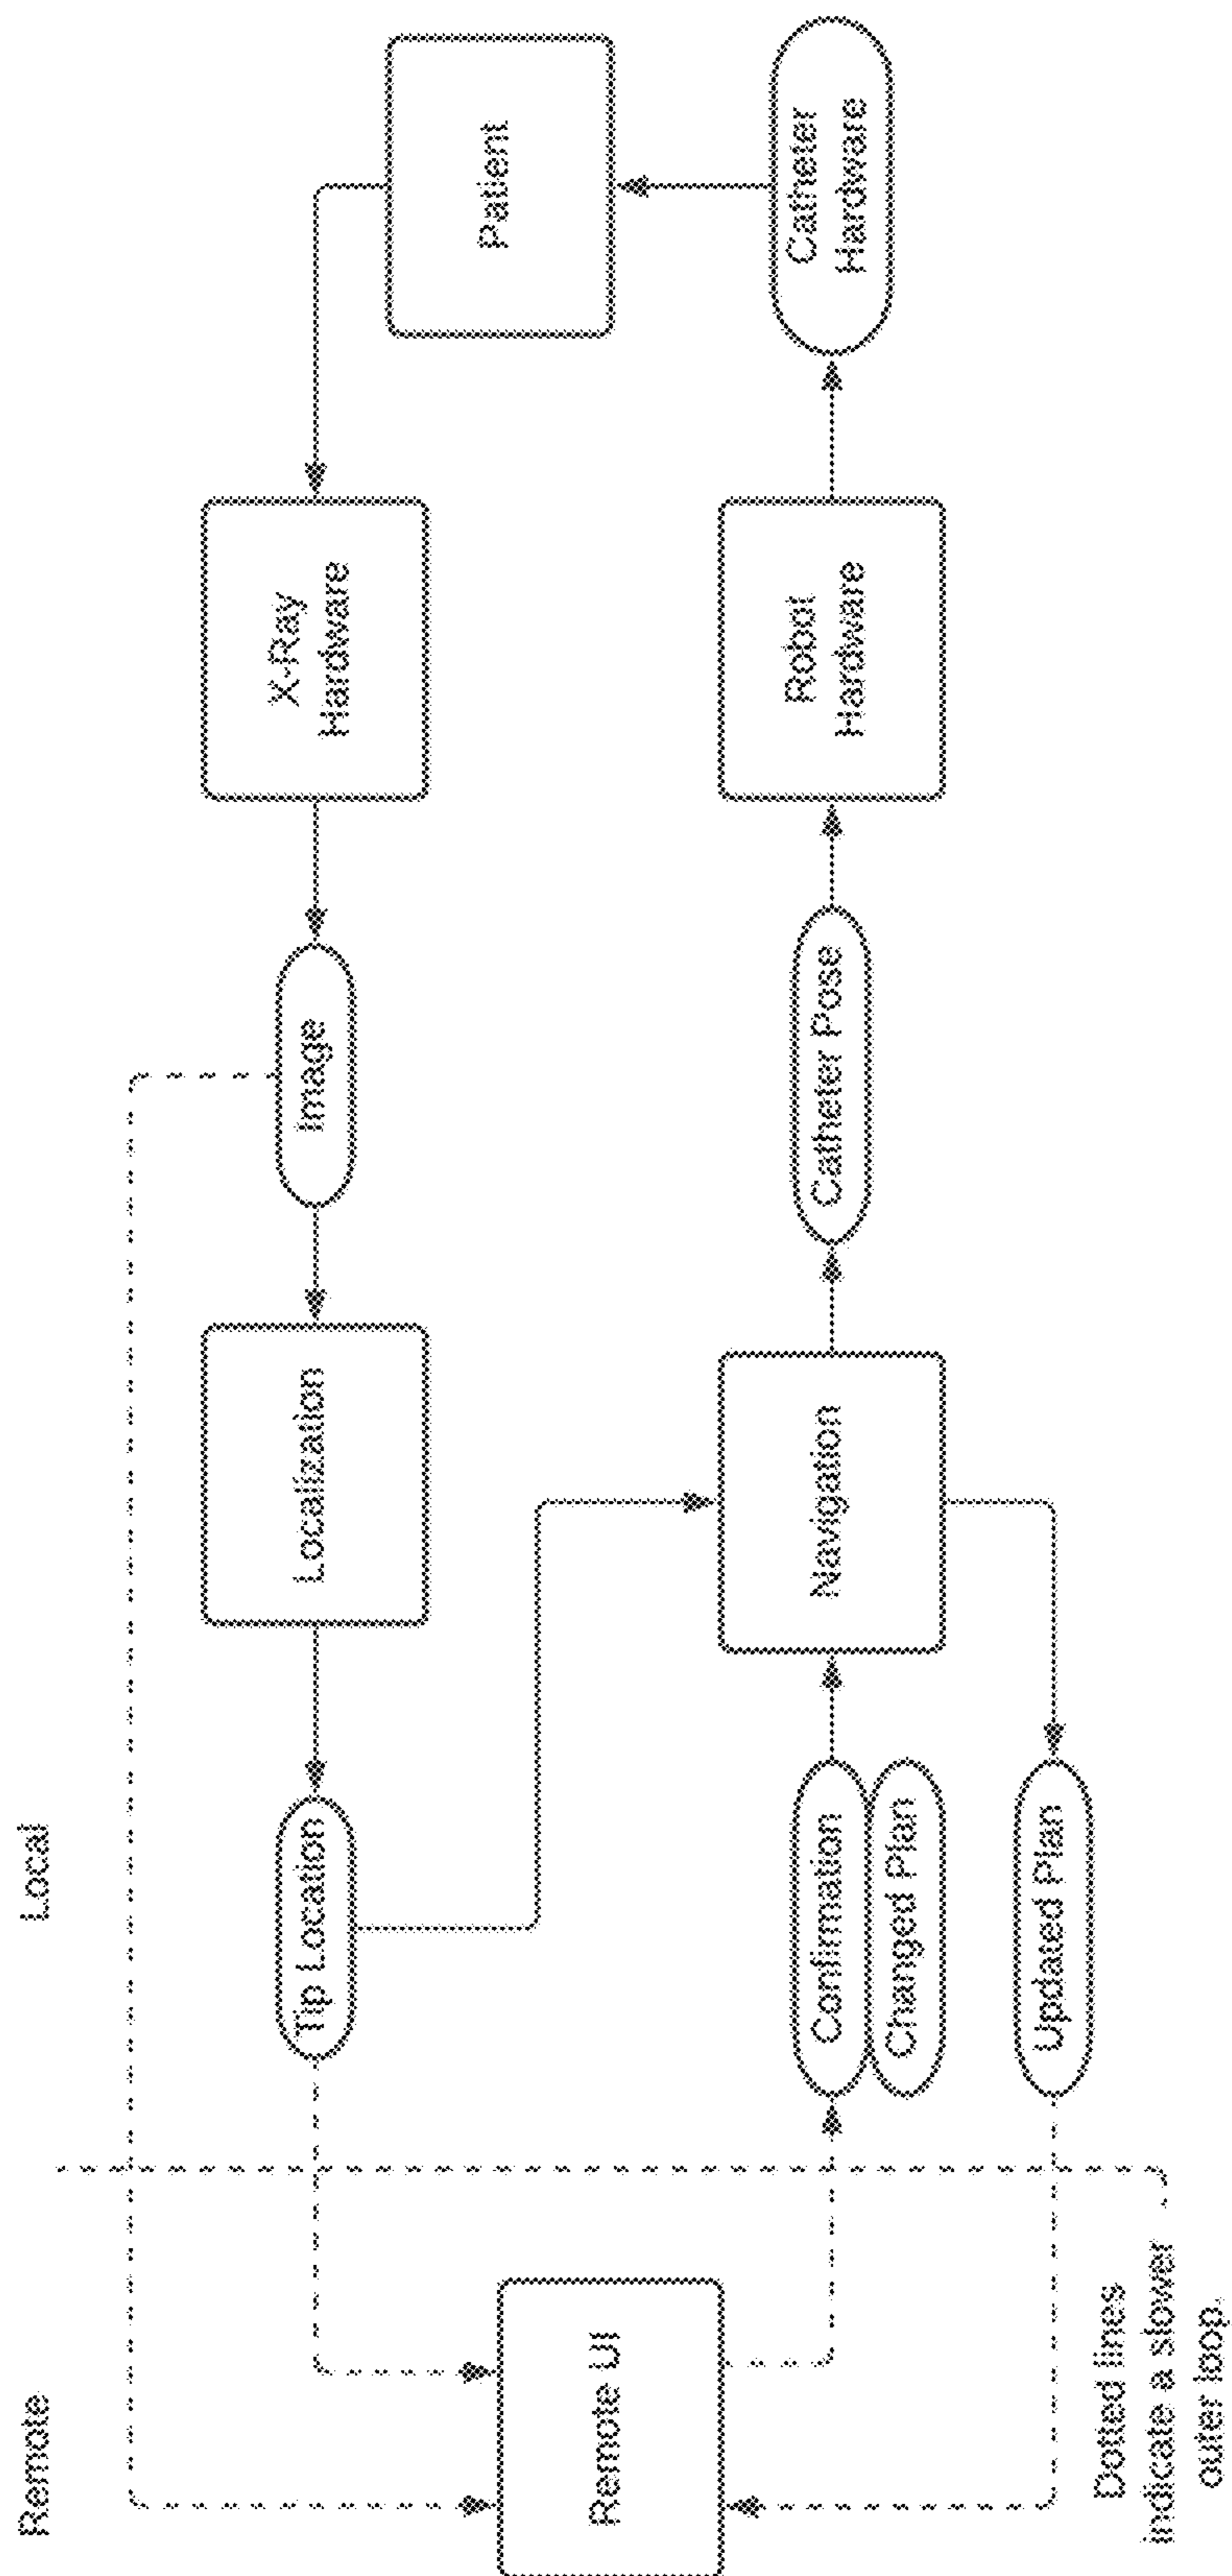 Remote
Local
Remote UI
Tip Location
Localization
Image
X-Ray
Hardware
Patient
Confirmation
Changed Plan
Navigation
Catheter Pose
Robot
Hardware
Catheter
Hardware
Updated Plan
Dotted lines
indicate a slower
outer loop.